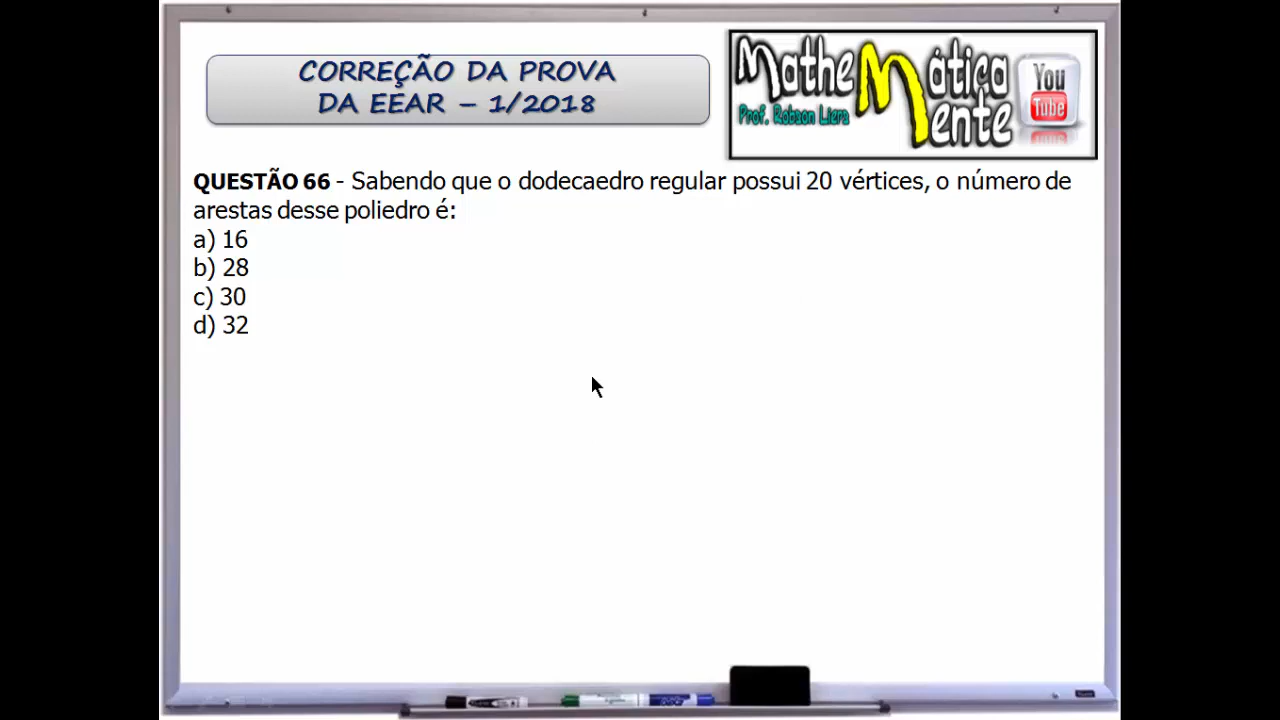 CORREÇÃO DA PROVA
DA EEAR – 1/2018
MatheMática
Mente
Prof. Robson Liera
You
Tube
QUESTÃO 66 - Sabendo que o dodecaedro regular possui 20 vértices, o número de
arestas desse poliedro é:
a) 16
b) 28
c) 30
d) 32